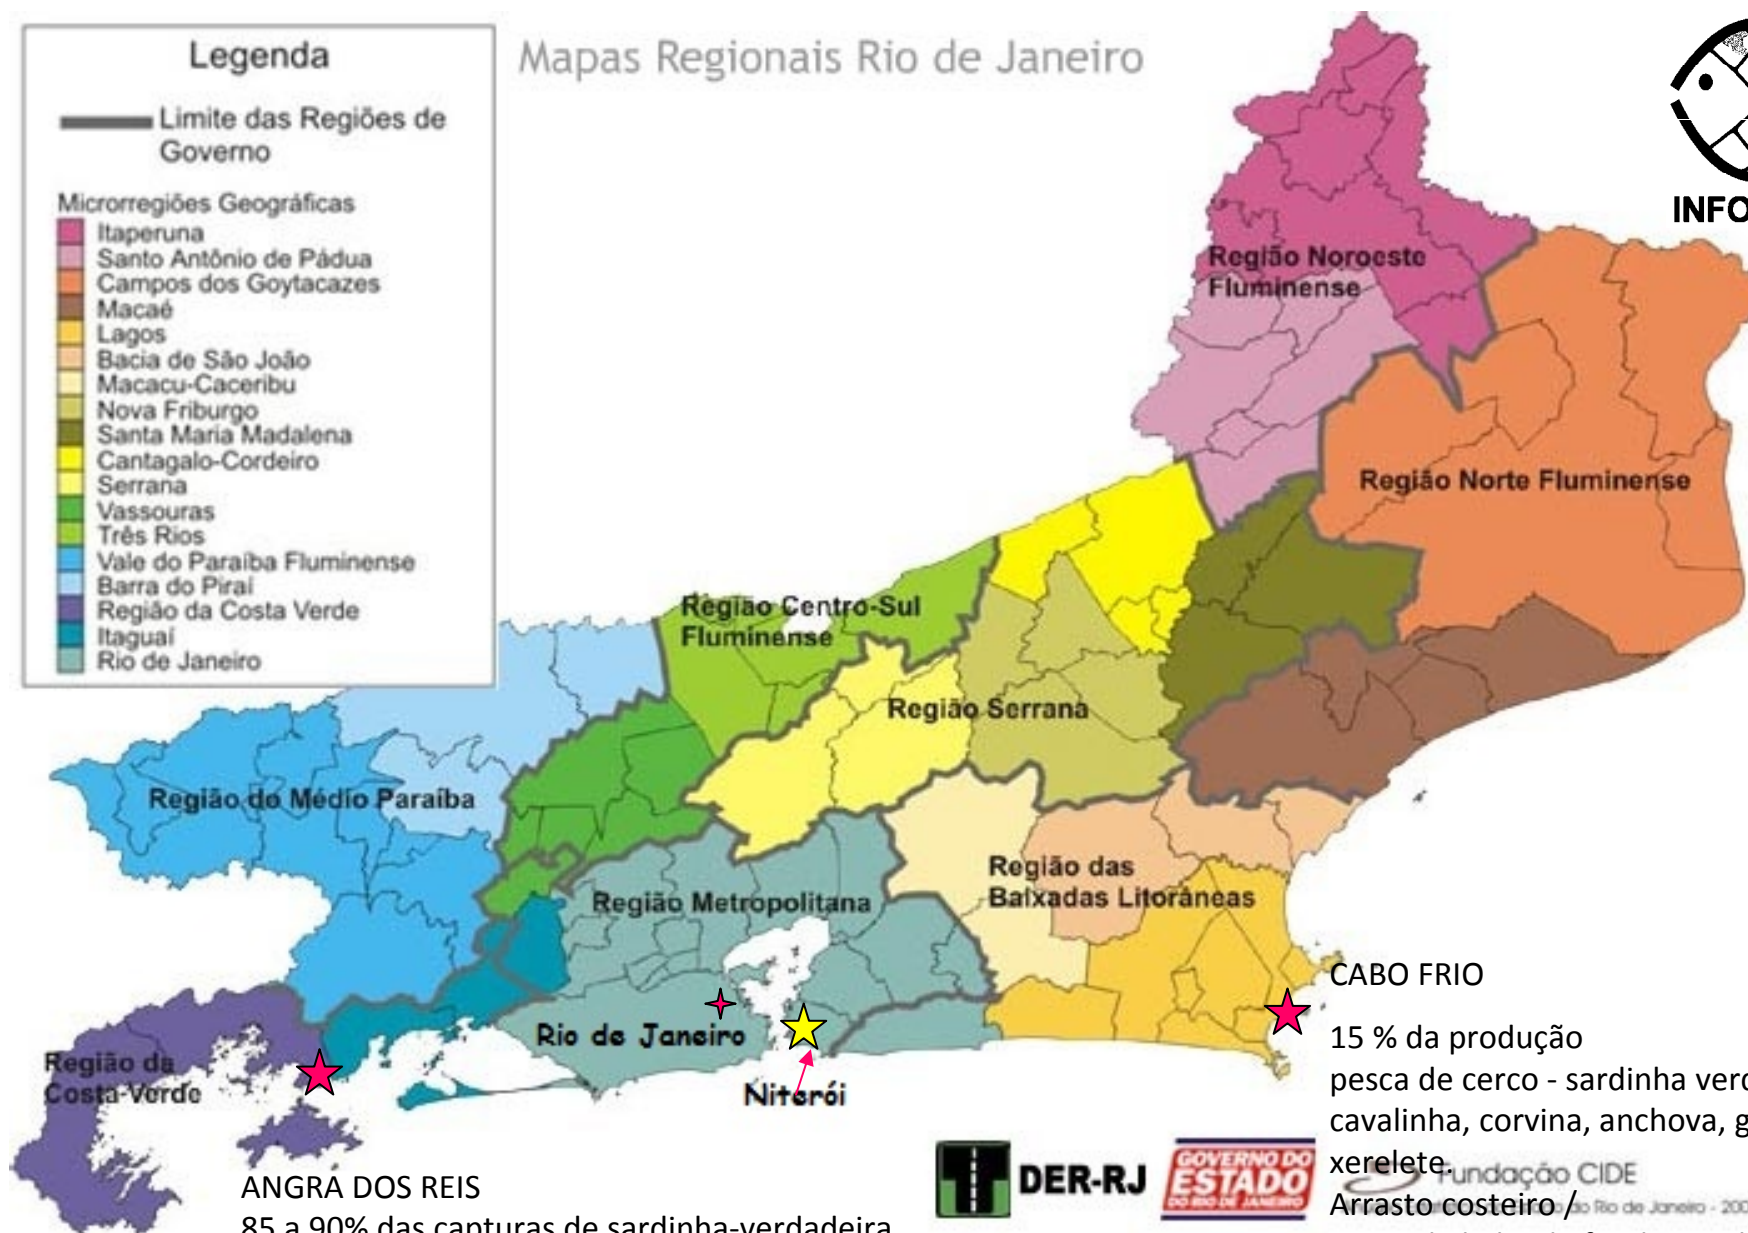 Legenda
Limite das Regiões de
Governo
Microrregiões Geográficas
Itaperuna
Santo Antônio de Pádua
Campos dos Goytacazes
Macaé
Lagos
Bacia de São João
Macacu-Caceribu
Nova Friburgo
Santa Maria Madalena
Cantagalo-Cordeiro
Serrana
Vassouras
Três Rios
Vale do Paraíba Fluminense
Barra do Piraí
Região da Costa Verde
Itaguaí
Rio de Janeiro
Mapas Regionais Rio de Janeiro
INFO
Região Noroeste
Fluminense
Região Norte Fluminense
Região Centro-Sul
Fluminense
Região Serrana
Região do Médio Paraíba
Região das
Baixadas Litorâneas
Região Metropolitana
Região da
Costa-Verde
Rio de Janeiro
Niterói
CABO FRIO
15 % da produção
pesca de cerco - sardinha verd
cavalinha, corvina, anchova, g
xerelete.
Arrasto costeiro /
ANGRA DOS REIS
85 a 90% das capturas de sardinha-verdadeira
DER-RJ
GOVERNO DO
ESTADO
DO RIO DE JANEIRO
Fundação CIDE
do Rio de Janeiro - 200